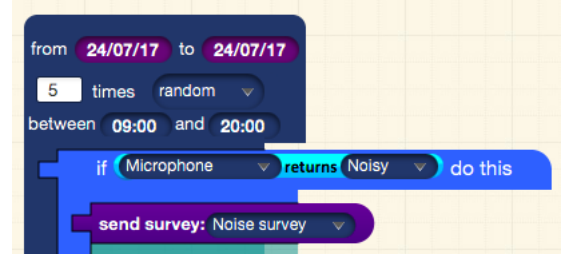 from 24/07/17 to 24/07/17
5 times random
between 09:00 and 20:00
if Microphone returns Noisy do this
send survey: Noise survey